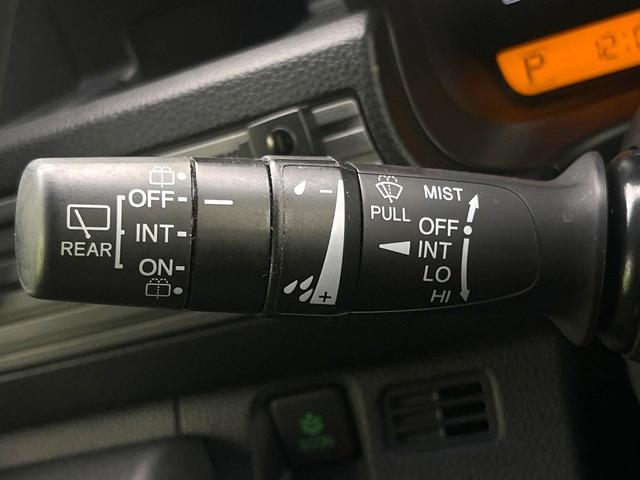 REAR
OFF
INT
ON
PULL
MIST
OFF
INT
LO
HI
P